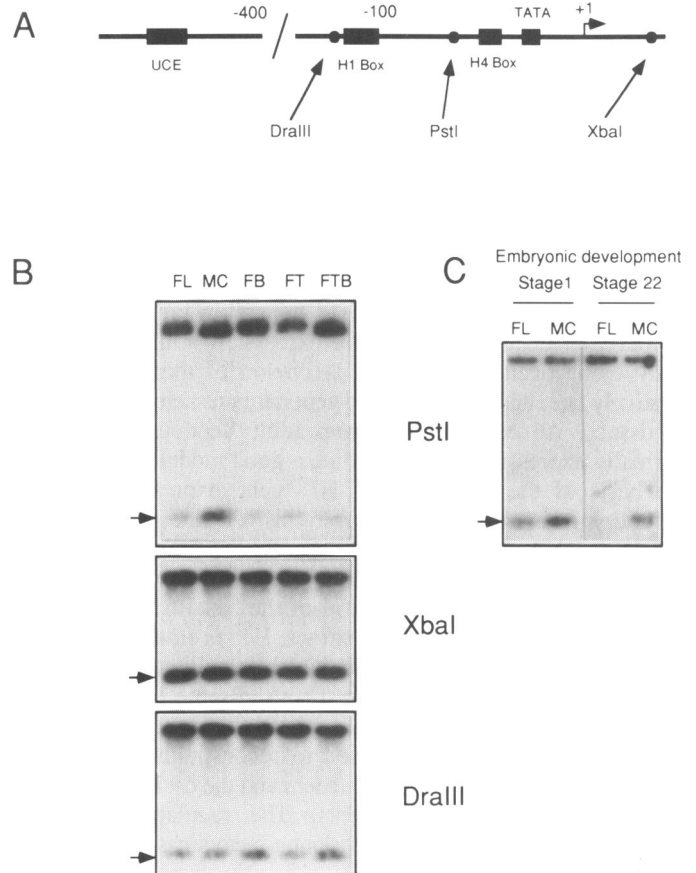 A
-400
-100
TATA
+1
UCE
H1 Box
H4 Box
DraIII
PstI
XbaI
B
FL MC FB FT FTB
PstI
XbaI
DraIII
C
Embryonic development
Stage1 Stage 22
FL MC FL MC